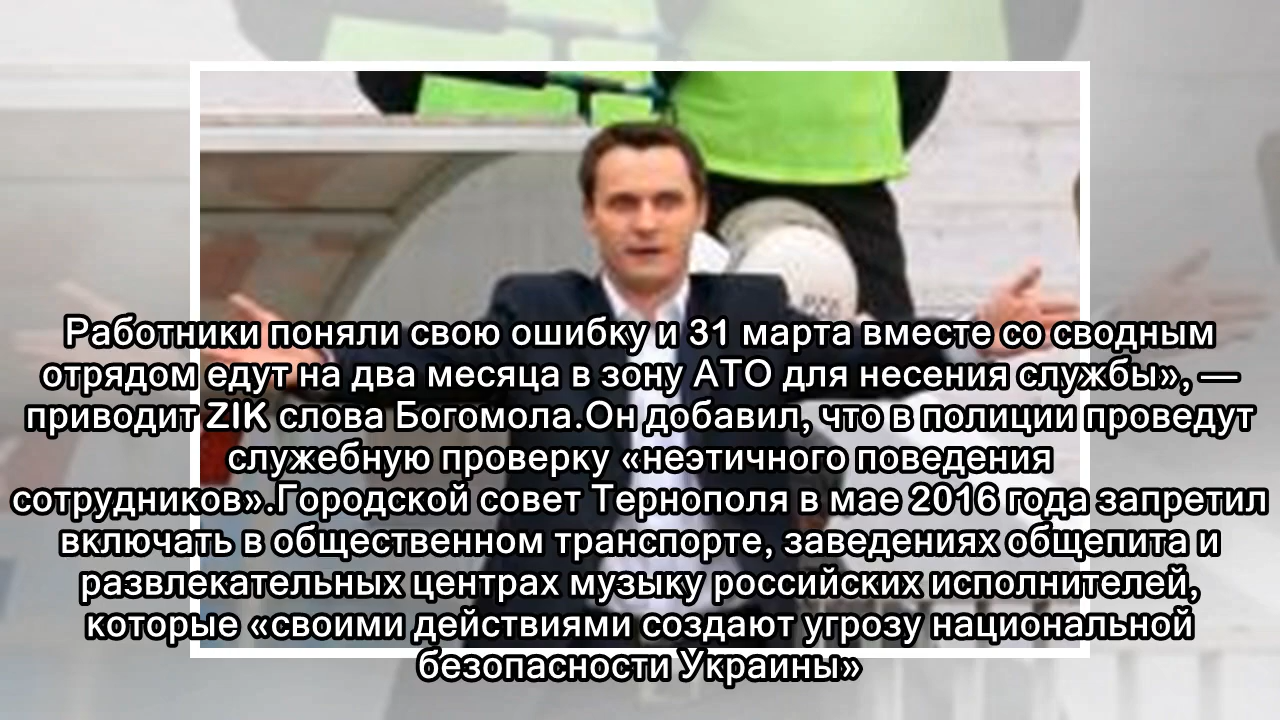 Работники поняли свою ошибку и 31 марта вместе со сводным
отрядом едут на два месяца в зону АТО для несения службы», —
приводит ZIK слова Богомола.Он добавил, что в полиции проведут
служебную проверку «неэтичного поведения
сотрудников».Городской совет Тернополя в мае 2016 года запретил
включать в общественном транспорте, заведениях общепита и
развлекательных центрах музыку российских исполнителей,
которые «своими действиями создают угрозу национальной
безопасности Украины»